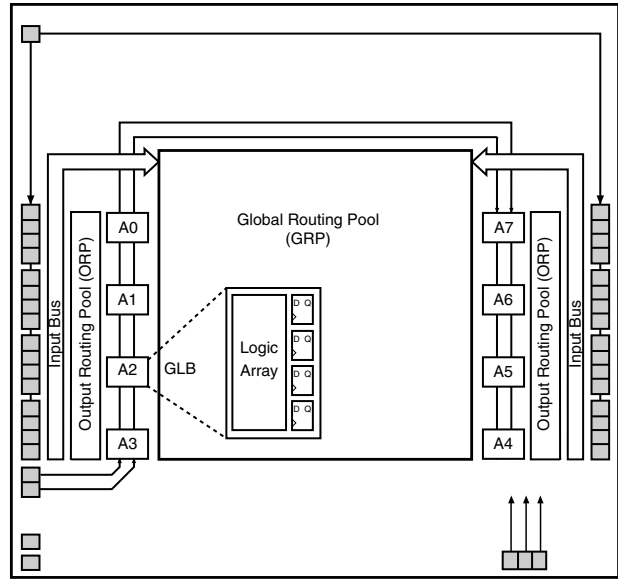 Global Routing Pool
(GRP)
Input Bus
Output Routing Pool (ORP)
A0
A1
A2
A3
GLB
Logic
Array
D Q
D Q
D Q
D Q
A7
A6
A5
A4
Output Routing Pool (ORP)
Input Bus